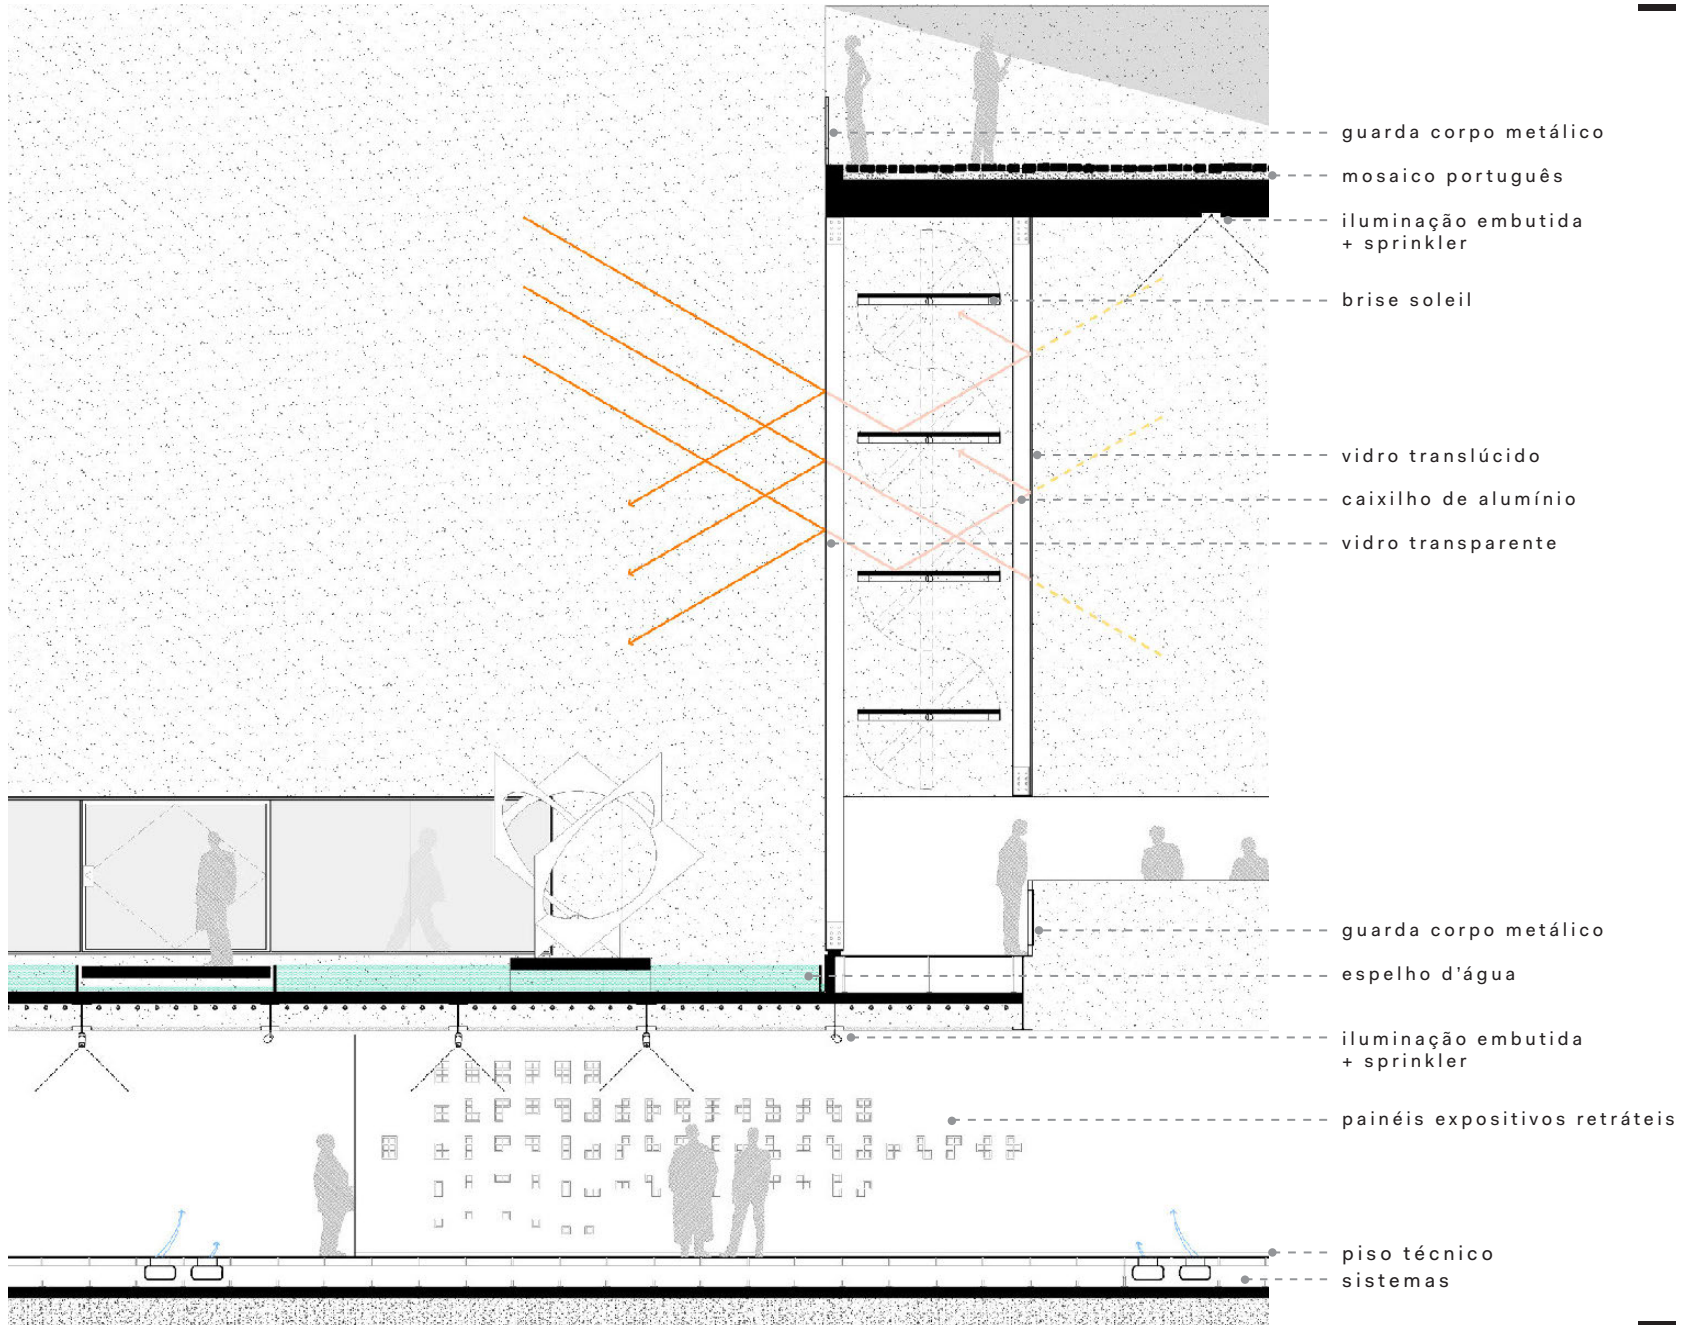 guarda corpo metálico
mosaico português
iluminação embutida
+ sprinkler
brise soleil
vidro translúcido
caixilho de alumínio
vidro transparente
guarda corpo metálico
espelho d'água
iluminação embutida
+ sprinkler
painéis expositivos retráteis
piso técnico
sistemas